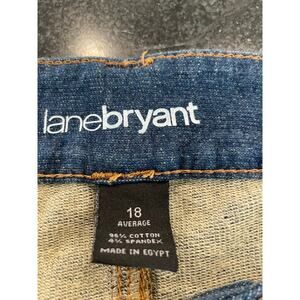 lanebryant
18
AVERAGE
96% COTTON
4% SPANDEX
MADE IN EGYPT